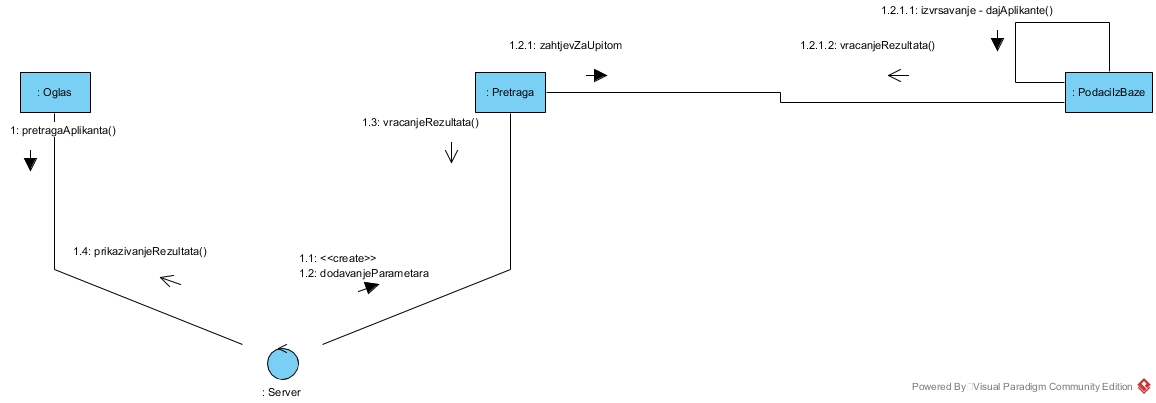 1.2.1.1: izvrsavanje - dajAplikante()
1.2.1: zahtjevZaUpitom
1.2.1.2: vracanjeRezultata()
: Oglas
: Pretraga
: PodaciIzBaze
1: pretragaAplikanta()
1.3: vracanjeRezultata()
1.4: prikazivanjeRezultata()
1.1: <<create>>
1.2: dodavanjeParametara
: Server
Powered By Visual Paradigm Community Edition